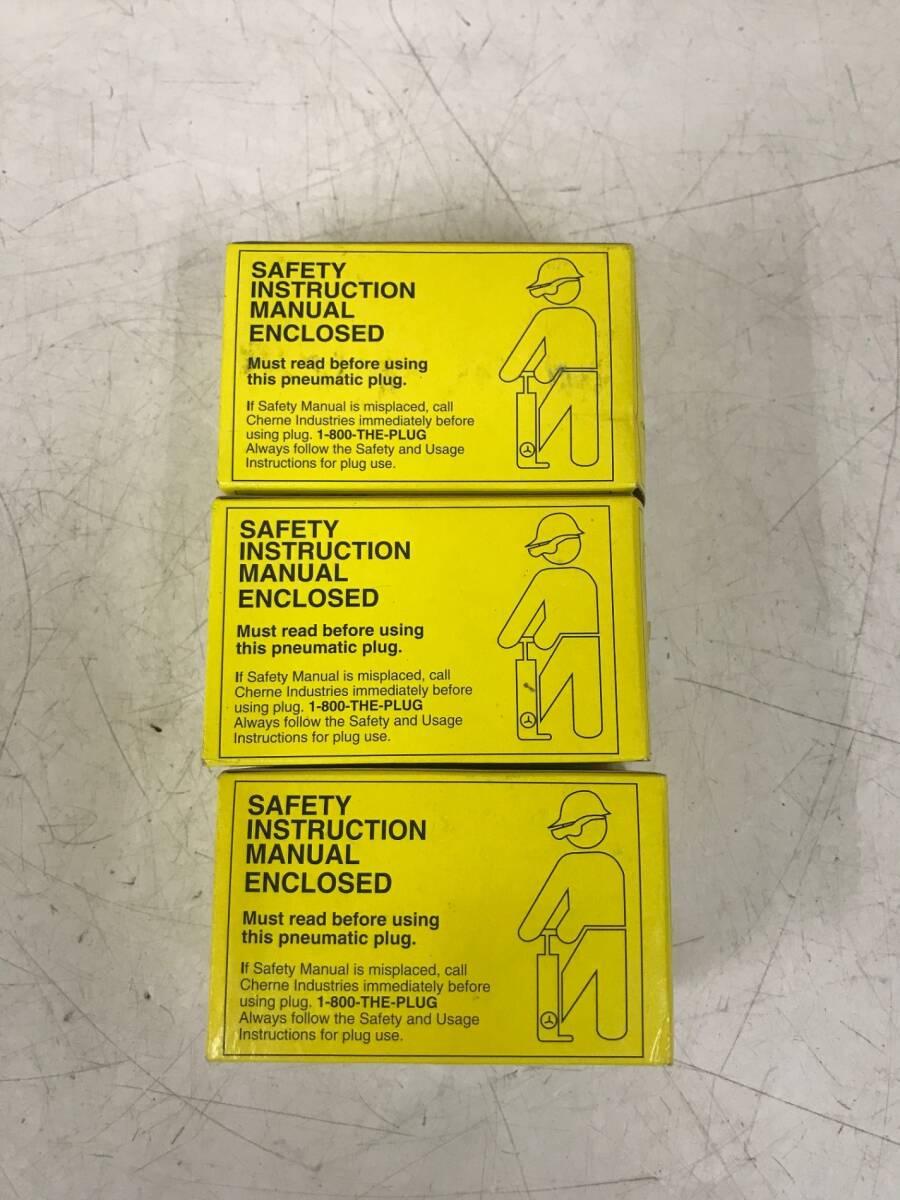 SAFETY
INSTRUCTION
MANUAL
ENCLOSED
Must read before using
this pneumatic plug.
If Safety Manual is misplaced, call
Cherne Industries immediately before
using plug. 1-800-THE-PLUG
Always follow the Safety and Usage
Instructions for plug use.
SAFETY
INSTRUCTION
MANUAL
ENCLOSED
Must read before using
this pneumatic plug.
If Safety Manual is misplaced, call
Cherne Industries immediately before
using plug. 1-800-THE-PLUG
Always follow the Safety and Usage
Instructions for plug use.
SAFETY
INSTRUCTION
MANUAL
ENCLOSED
Must read before using
this pneumatic plug.
If Safety Manual is misplaced, call
Cherne Industries immediately before
using plug. 1-800-THE-PLUG
Always follow the Safety and Usage
Instructions for plug use.